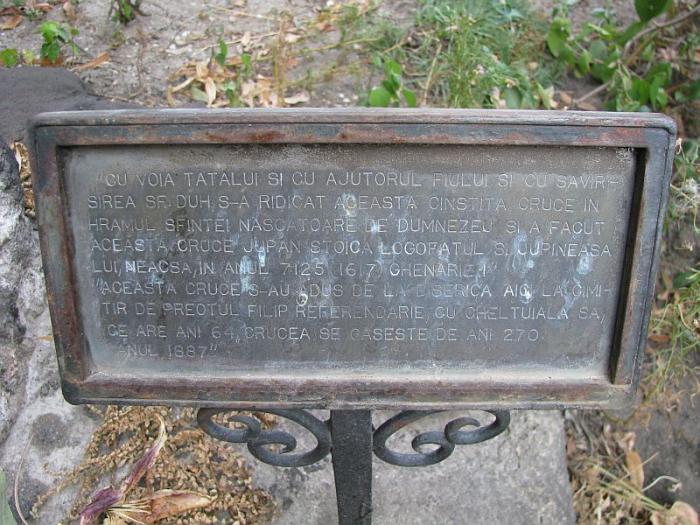 "CU VOIA TATALUI SI CU AJUTORUL FIULUI SI CU SAVIR-
SIREA SF. DUH, S-A RIDICAT ACEASTA CINSTITA CRUCE IN
HRAMUL SFINTEI NASCATOARE DE DUMNEZEU SI A FACUT
ACEASTA CRUCE JUPAN STOICA LOGOFATUL SI JUPINEASA
LUI, NEACSA, IN ANUL 7125 (1617) GHENARIE 1"
"ACEASTA CRUCE S-AU ADUS DE LA BISERICA AICI LA CIMI-
TIR DE PREOTUL FILIP REFERENDARIE, CU CHELTUIALA SA,
CE ARE ANI 64, CRUCEA SE GASESTE DE ANI 270.
ANUL 1887"